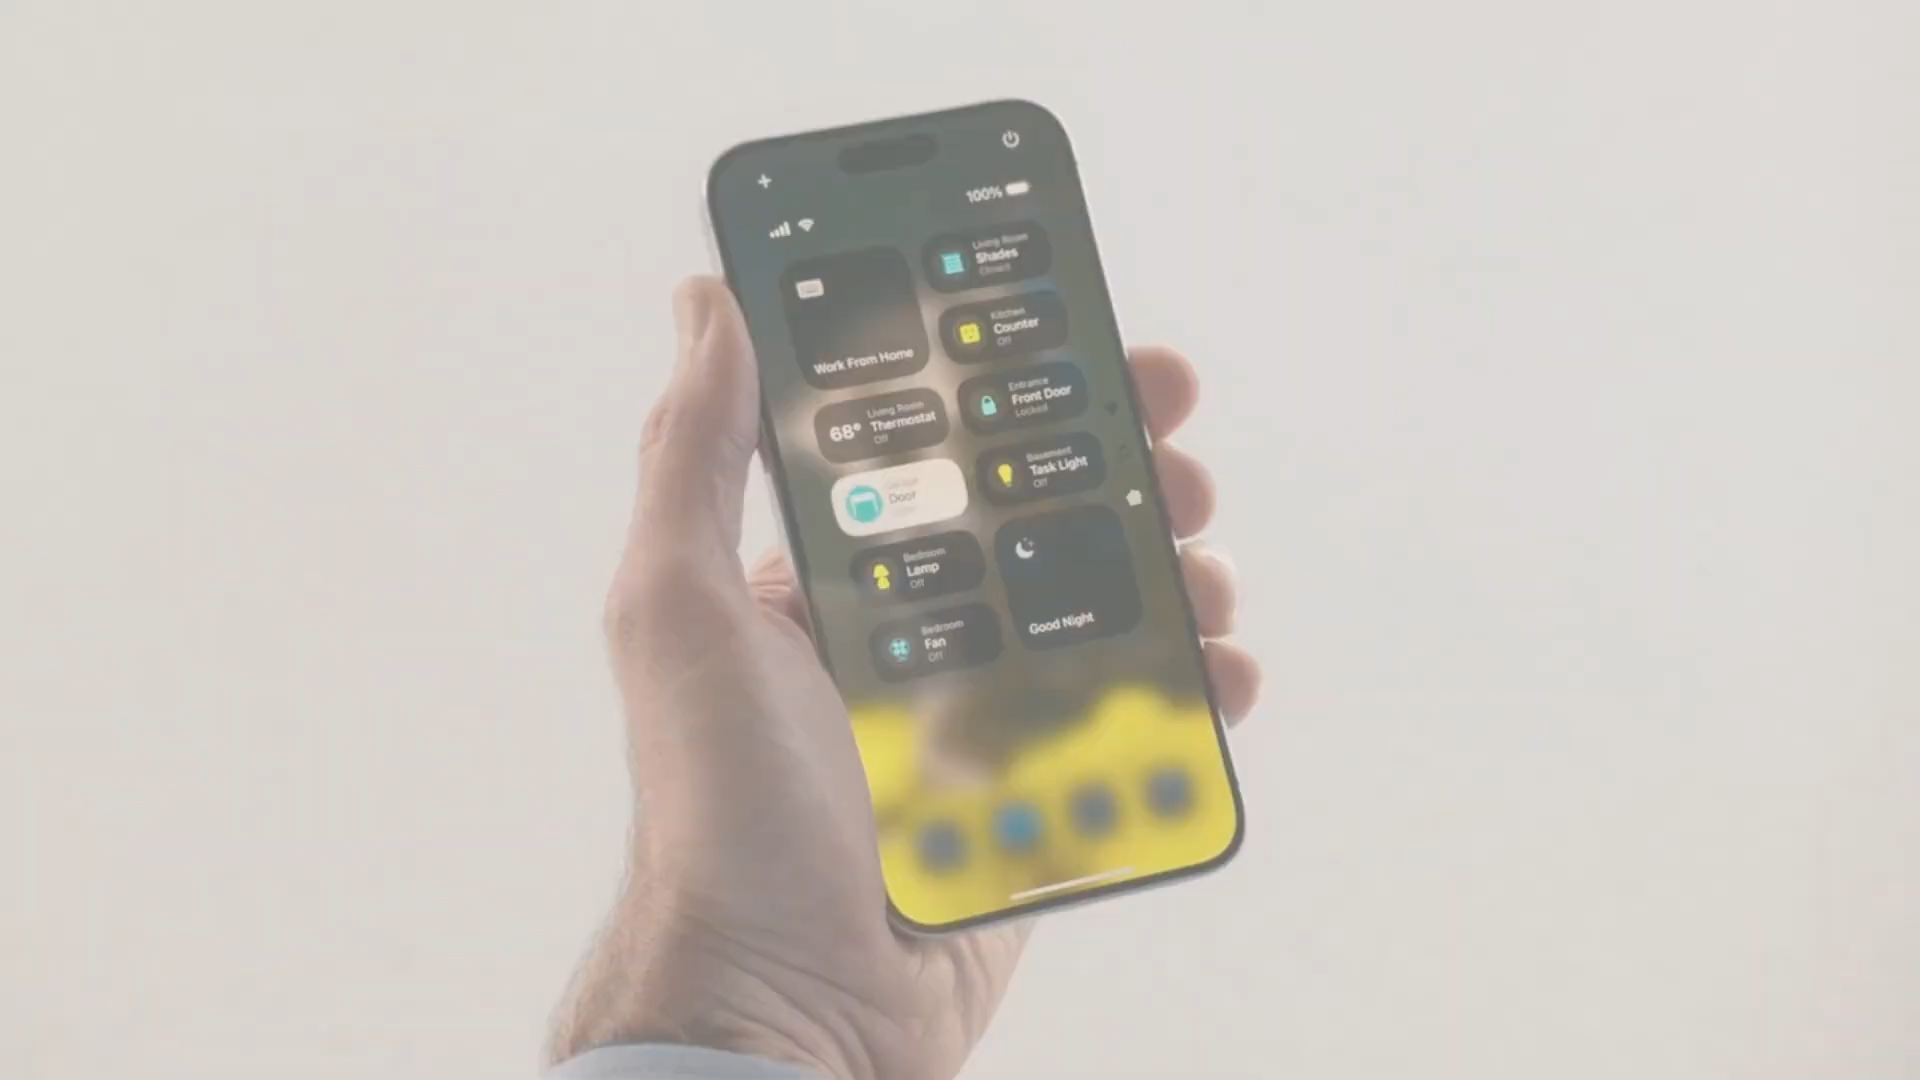 100%
Work From Home
Living Room
Shades
Closed
Kitchen
Counter
Off
68°
Living Room
Thermostat
Off
Entrance
Front Door
Locked
Door
Basement
Task Light
Off
Bedroom
Lamp
Off
Good Night
Bedroom
Fan
Off